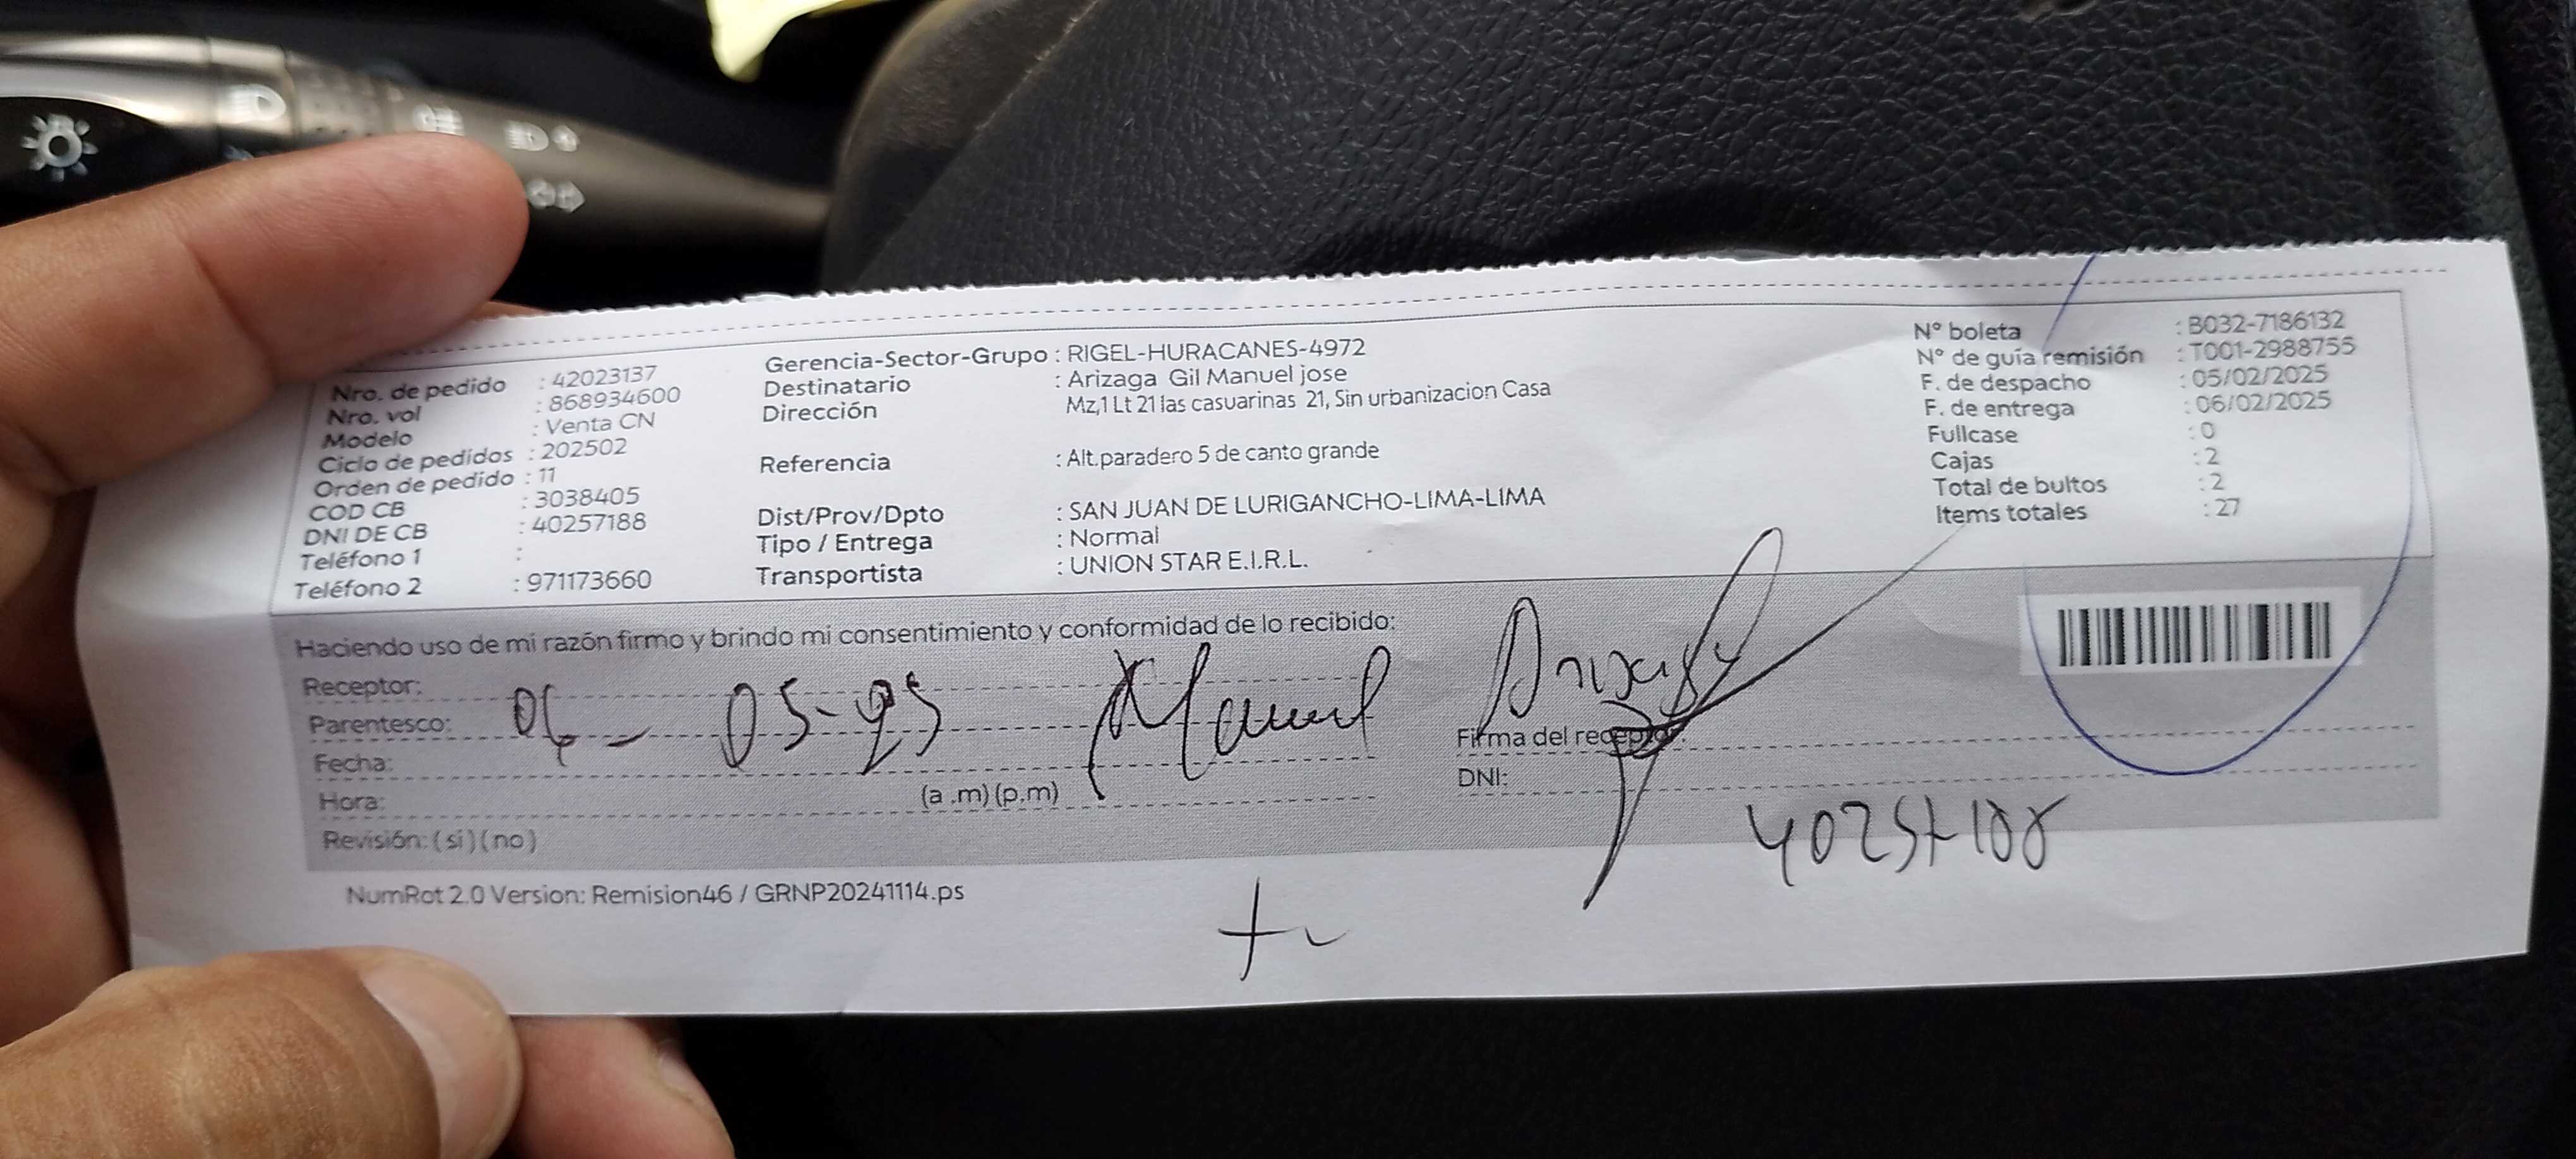 Nro. de pedido : 42023137
Nro. vol : 868934600
Modelo : Venta CN
Ciclo de pedidos : 202502
Orden de pedido : 11
COD CB : 3038405
DNI DE CB : 40257188
Teléfono 1 :
Teléfono 2 : 971173660
Gerencia-Sector-Grupo : RIGEL-HURACANES-4972
Destinatario : Arizaga Gil Manuel jose
Dirección Mz,1 Lt 21 las casuarinas 21, Sin urbanizacion Casa
Referencia : Alt.paradero 5 de canto grande
Dist/Prov/Dpto : SAN JUAN DE LURIGANCHO-LIMA-LIMA
Tipo / Entrega : Normal
Transportista : UNION STAR E.I.R.L.
N° boleta : B032-7186132
N° de guía remisión : T001-2988755
F. de despacho : 05/02/2025
F. de entrega : 06/02/2025
Fullcase : 0
Cajas : 2
Total de bultos : 2
Items totales : 27
Haciendo uso de mi razón firmo y brindo mi consentimiento y conformidad de lo recibido:
Receptor:
Parentesco:
Manuel
Fecha:
Hora: (a .m) (p.m)
Revisión: ( si ) ( no )
Firma del receptor
DNI:
40257188
NumRot 2.0 Version: Remision46 / GRNP20241114.ps